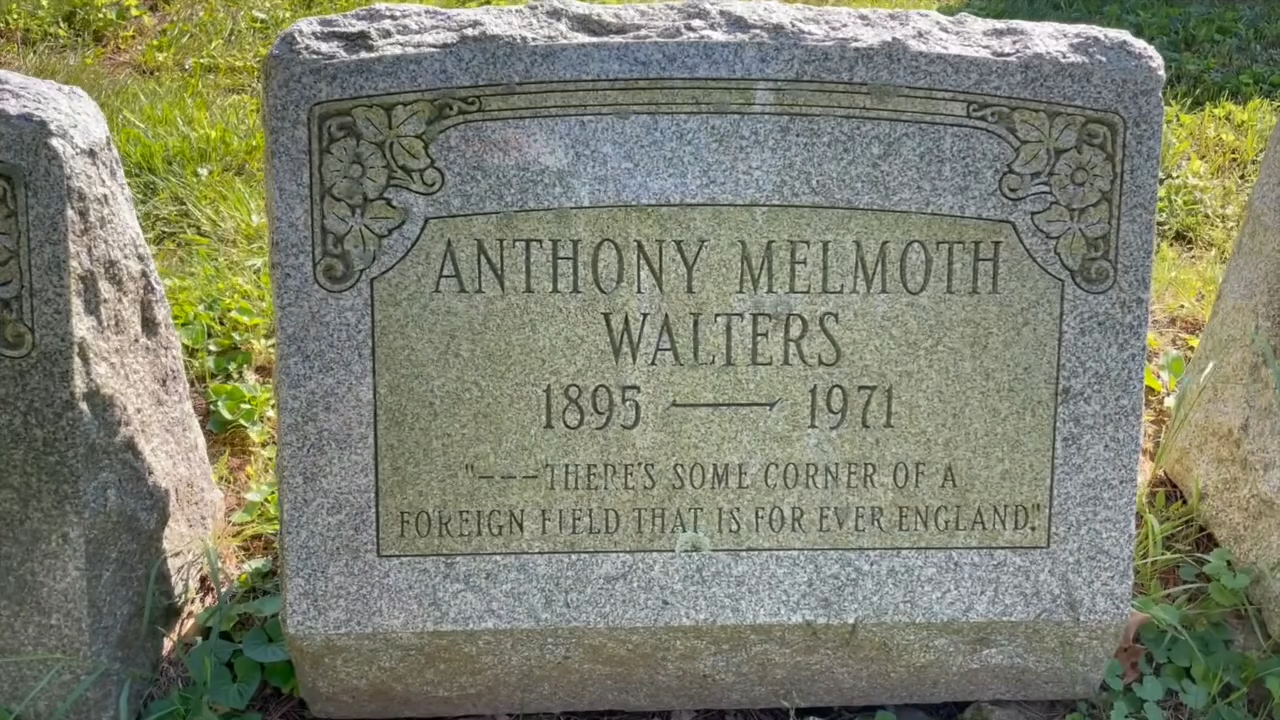 ANTHONY MELMOTH
WALTERS
1895 — 1971
"---THERE'S SOME CORNER OF A
FOREIGN FIELD THAT IS FOR EVER ENGLAND."